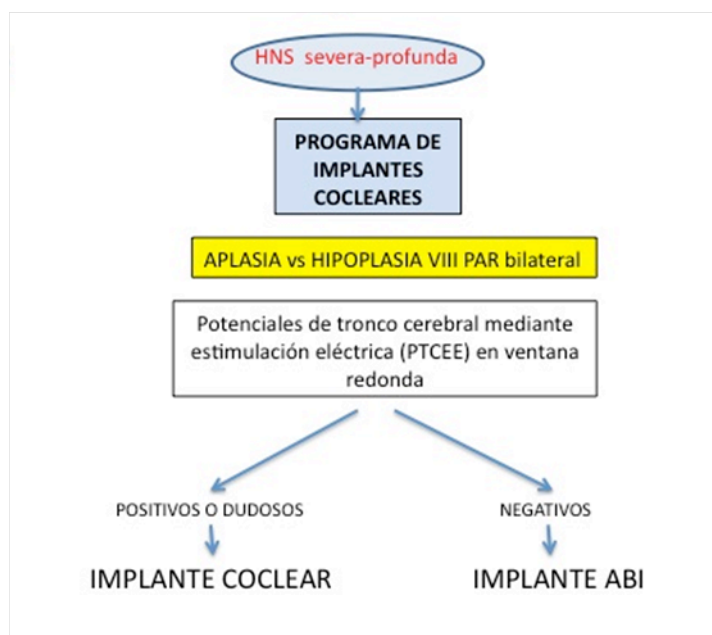 HNS severa-profunda
PROGRAMA DE
IMPLANTES
COCLEARES
APLASIA vs HIPOPLASIA VIII PAR bilateral
Potenciales de tronco cerebral mediante
estimulación eléctrica (PTCEE) en ventana
redonda
POSITIVOS O DUDOSOS
NEGATIVOS
IMPLANTE COCLEAR
IMPLANTE ABI